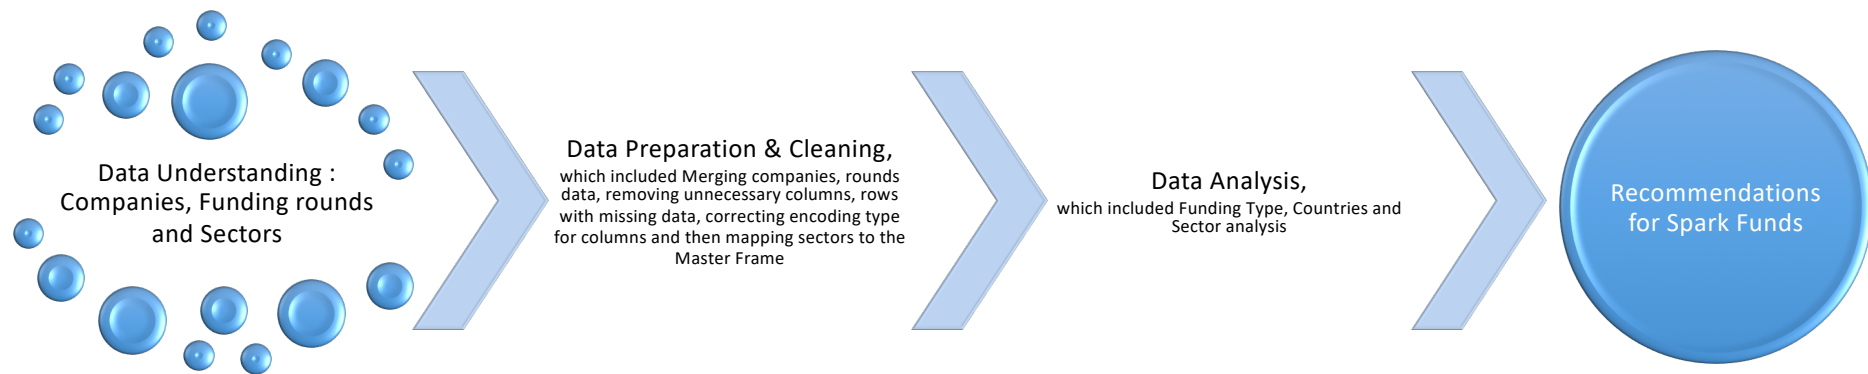 Data Understanding :
Companies, Funding rounds
and Sectors
Data Preparation & Cleaning,
which included Merging companies, rounds
data, removing unnecessary columns, rows
with missing data, correcting encoding type
for columns and then mapping sectors to the
Master Frame
Data Analysis,
which included Funding Type, Countries and
Sector analysis
Recommendations
for Spark Funds